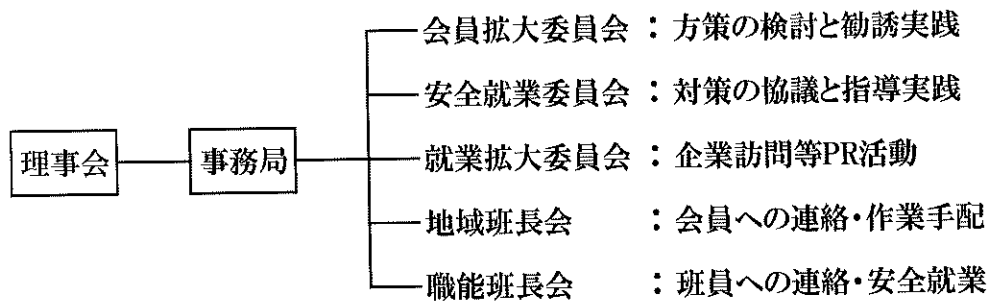 会員拡大委員会：方策の検討と勧誘実践
安全就業委員会：対策の協議と指導実践
理事会 事務局 就業拡大委員会：企業訪問等PR活動
地域班長会：会員への連絡・作業手配
職能班長会：班員への連絡・安全就業